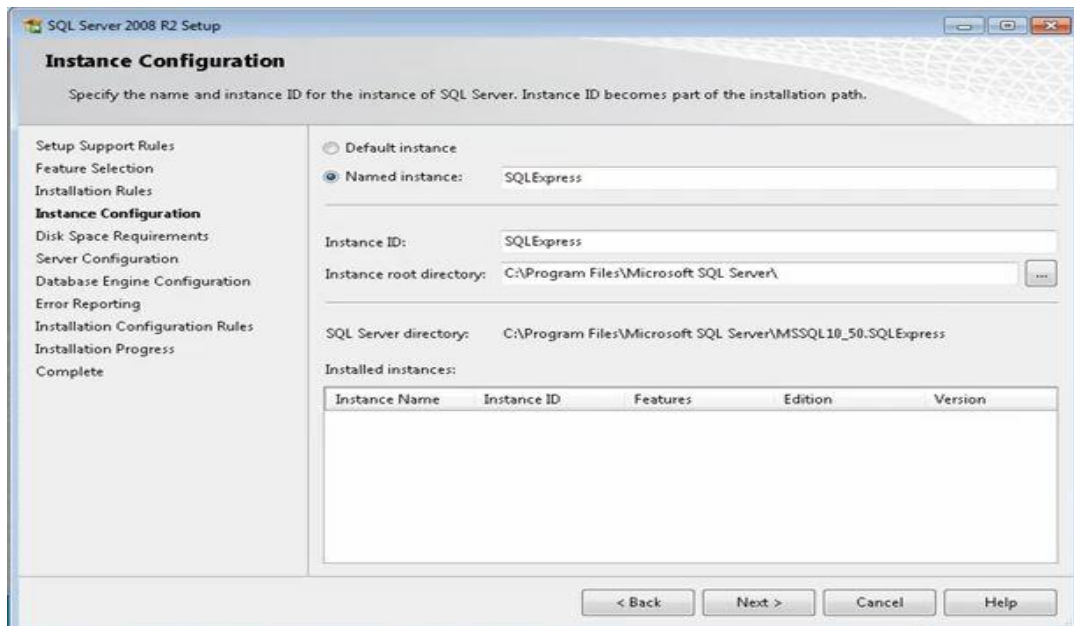 SQL Server 2008 R2 Setup
Instance Configuration
Specify the name and instance ID for the instance of SQL Server. Instance ID becomes part of the installation path.
Setup Support Rules
Feature Selection
Installation Rules
Instance Configuration
Disk Space Requirements
Server Configuration
Database Engine Configuration
Error Reporting
Installation Configuration Rules
Installation Progress
Complete
Default instance
Named instance: SQLExpress
Instance ID: SQLExpress
Instance root directory: C:\Program Files\Microsoft SQL Server\ ...
SQL Server directory: C:\Program Files\Microsoft SQL Server\MSSQL10_50.SQLExpress
Installed instances:
Instance Name Instance ID Features Edition Version
< Back Next > Cancel Help